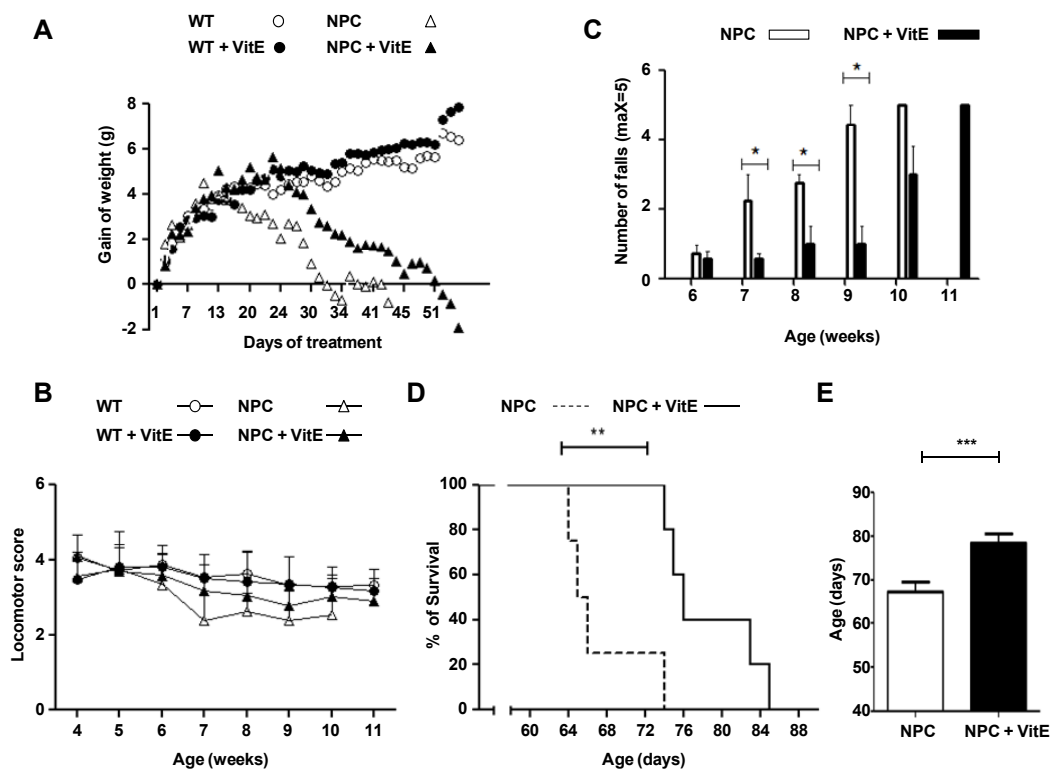 A
WT NPC
WT + VitE NPC + VitE
Gain of weight (g)
8
6
4
2
0
-2
1 7 13 20 24 30 34 41 45 51
Days of treatment
C
NPC NPC + VitE
Number of falls (maX=5)
6
4
2
0
* * *
6 7 8 9 10 11
Age (weeks)
B
WT NPC
WT + VitE NPC + VitE
Locomotor score
6
4
2
0
4 5 6 7 8 9 10 11
Age (weeks)
D
NPC NPC + VitE
**
% of Survival
100
80
60
40
20
0
60 64 68 72 76 80 84 88
Age (days)
E
***
Age (days)
90
80
70
60
50
40
NPC NPC + VitE